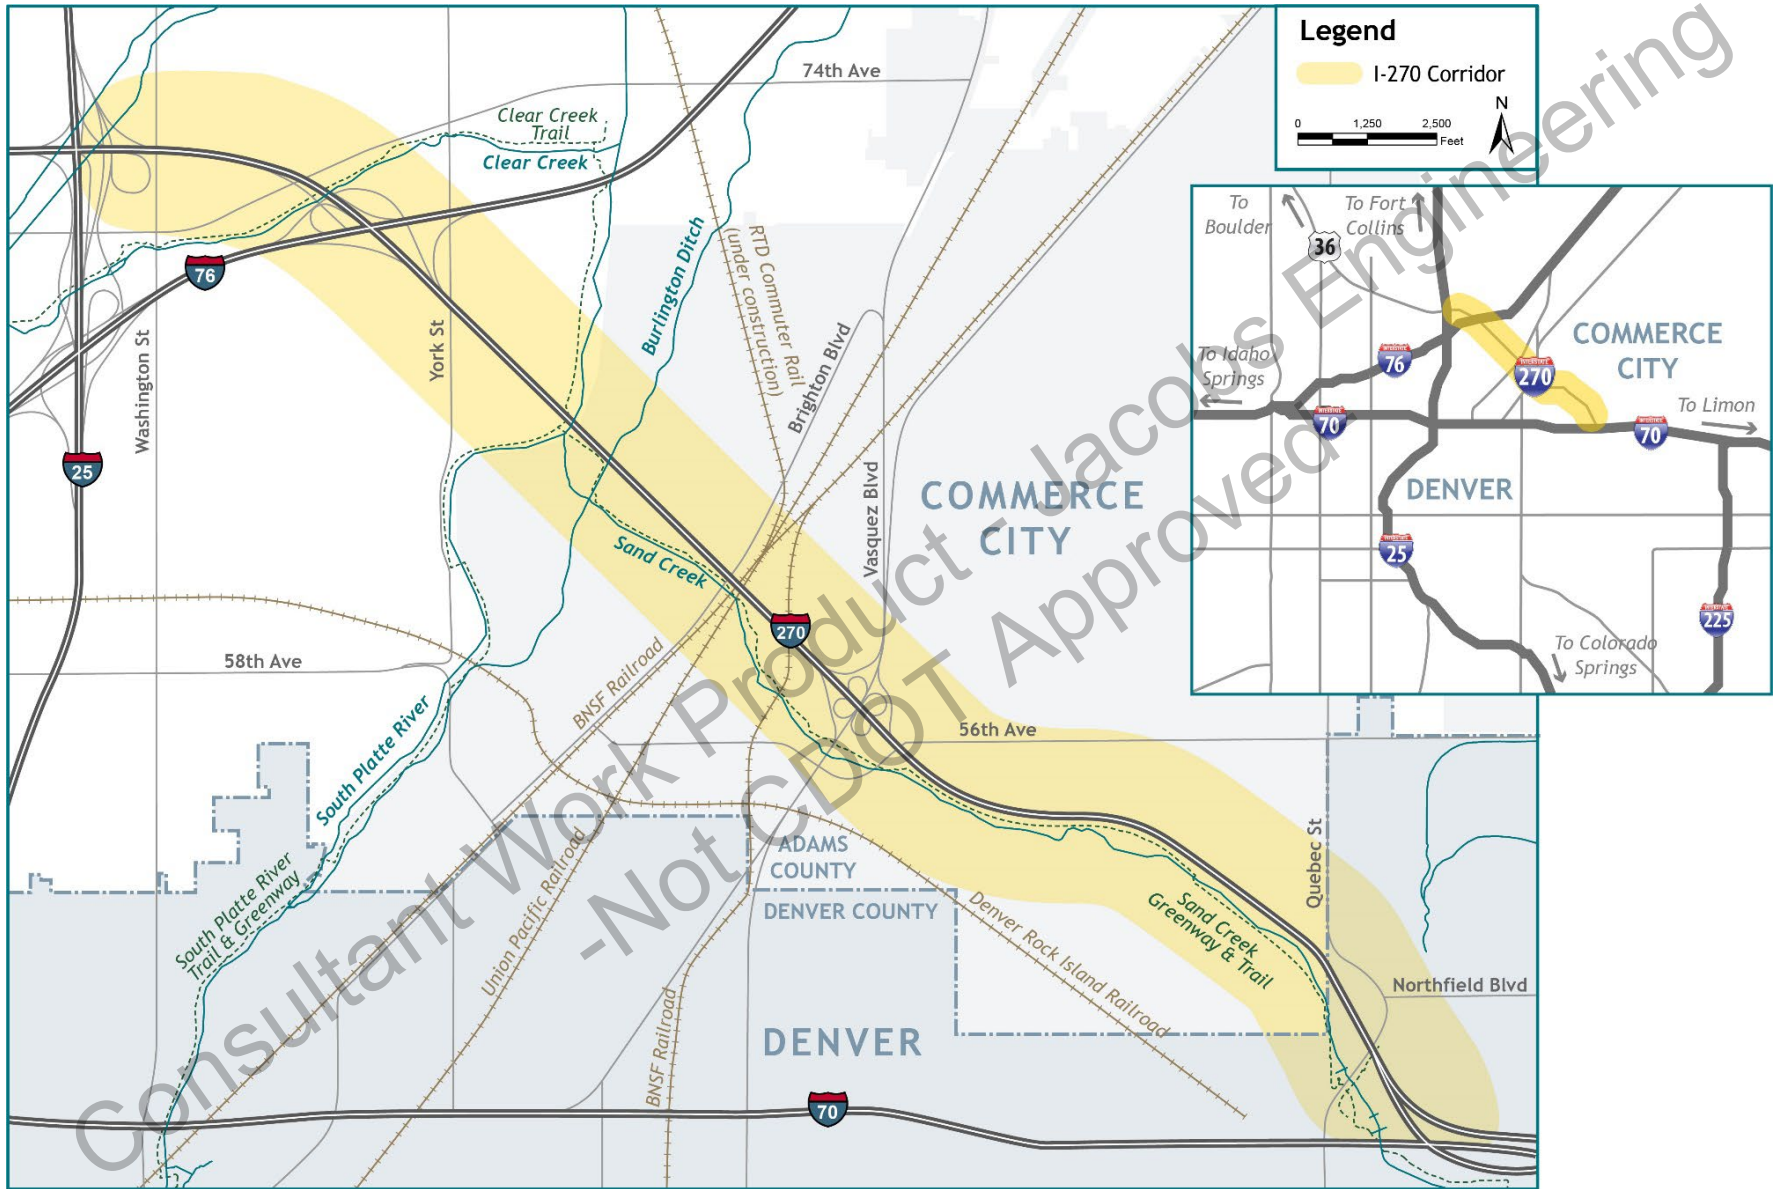 Legend
I-270 Corridor
0 1,250 2,500
Feet
N
74th Ave
Clear Creek
Trail
Clear Creek
Burlington Ditch
RTD Commuter Rail
(under construction)
Brighton Blvd
76
York St
Washington St
25
Vasquez Blvd
COMMERCE
CITY
Sand Creek
270
58th Ave
BNSF Railroad
South Platte River
56th Ave
South Platte River
Trail & Greenway
Union Pacific Railroad
ADAMS
COUNTY
DENVER COUNTY
Denver Rock Island Railroad
Sand Creek
Greenway & Trail
Quebec St
Northfield Blvd
BNSF Railroad
DENVER
70
To
Boulder
To Fort
Collins
36
COMMERCE
CITY
To Idaho
Springs
76
270
70
To Limon
70
DENVER
25
225
To Colorado
Springs
Consultant Work Product - Jacobs Engineering
-Not CDOT Approved-